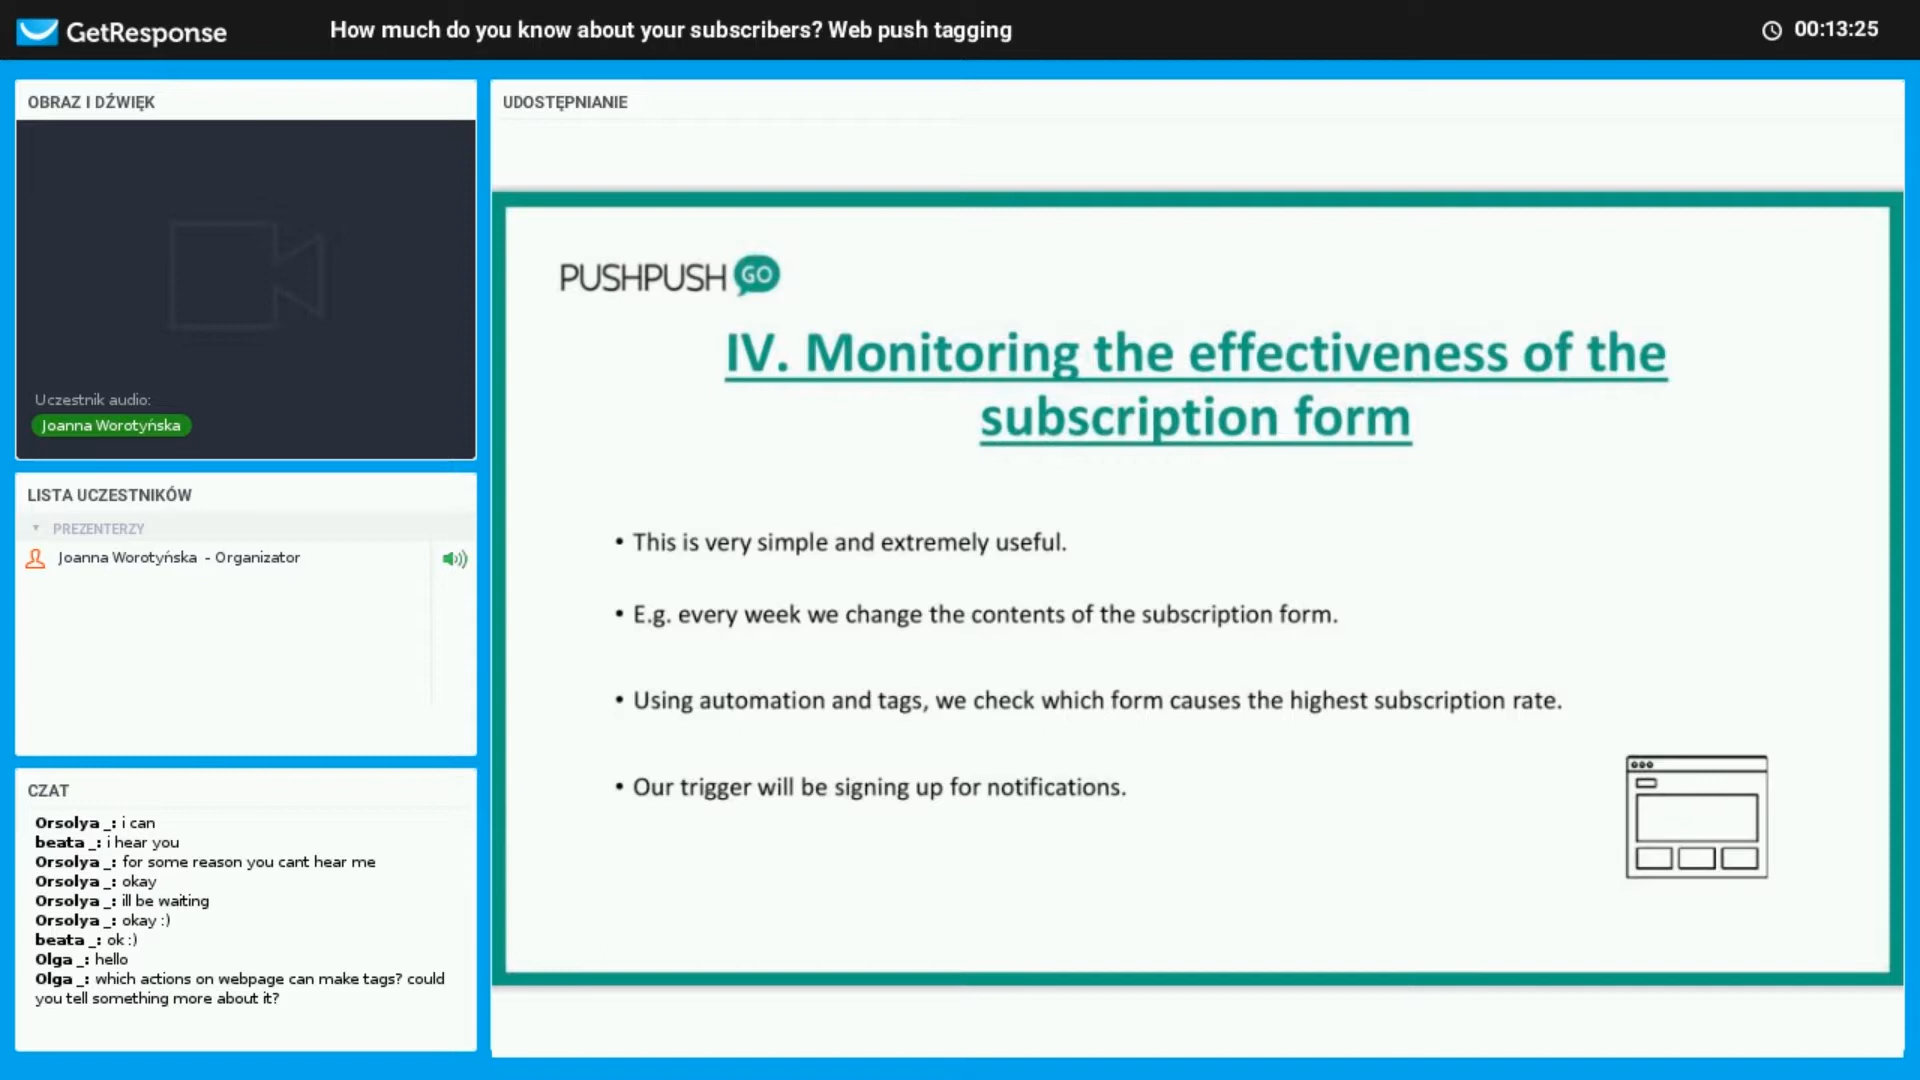 GetResponse
How much do you know about your subscribers? Web push tagging
00:13:25
OBRAZ I DŹWIĘK
Uczestnik audio:
Joanna Worotyńska
LISTA UCZESTNIKÓW
PREZENTERZY
Joanna Worotyńska - Organizator
CZAT
Orsolya _: i can
beata _: i hear you
Orsolya _: for some reason you cant hear me
Orsolya _: okay
Orsolya _: ill be waiting
Orsolya _: okay :)
beata _: ok :)
Olga _: hello
Olga _: which actions on webpage can make tags? could
you tell something more about it?
UDOSTĘPNIANIE
PUSHPUSH GO
IV. Monitoring the effectiveness of the
subscription form
• This is very simple and extremely useful.
• E.g. every week we change the contents of the subscription form.
• Using automation and tags, we check which form causes the highest subscription rate.
• Our trigger will be signing up for notifications.